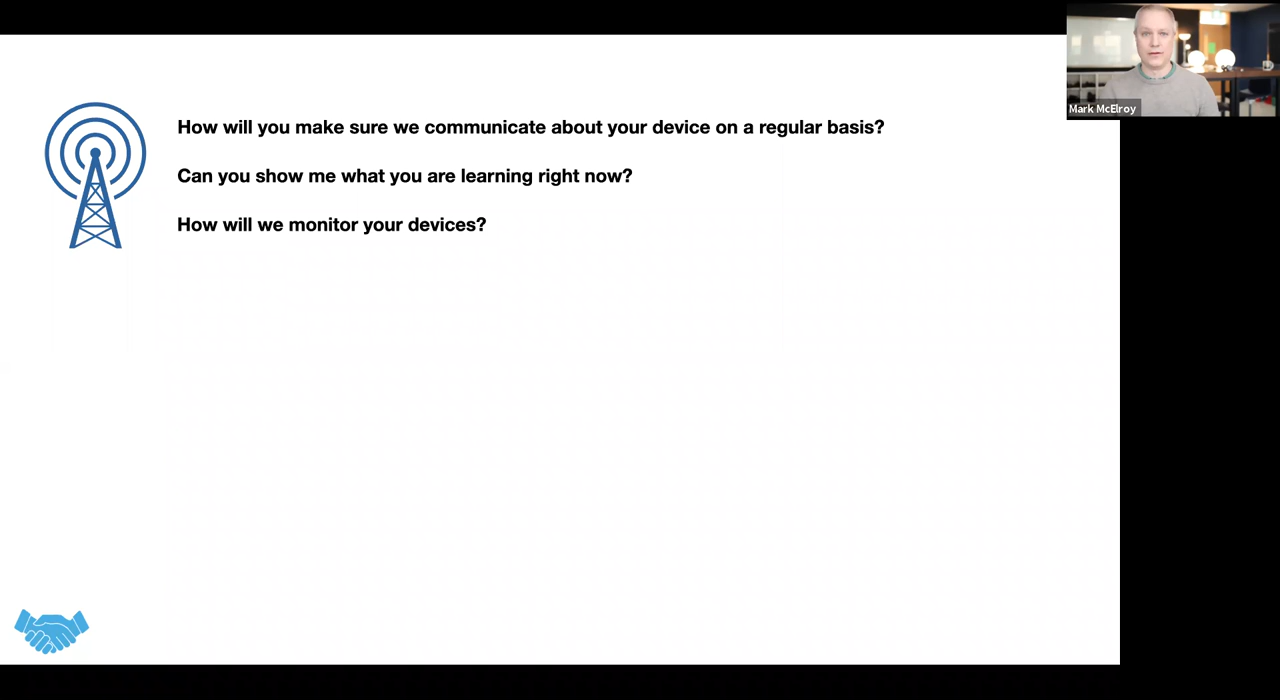 How will you make sure we communicate about your device on a regular basis?
Can you show me what you are learning right now?
How will we monitor your devices?
Mark McElroy